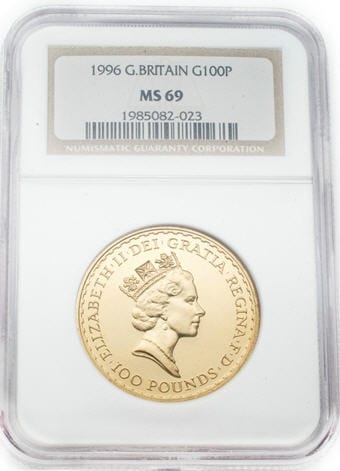 1996 G.BRITAIN G100P
MS 69
1985082-023
NUMISMATIC GUARANTY CORPORATION
ELIZABETH·II·DEI·GRATIA·REGINA·F·D·
100 POUNDS